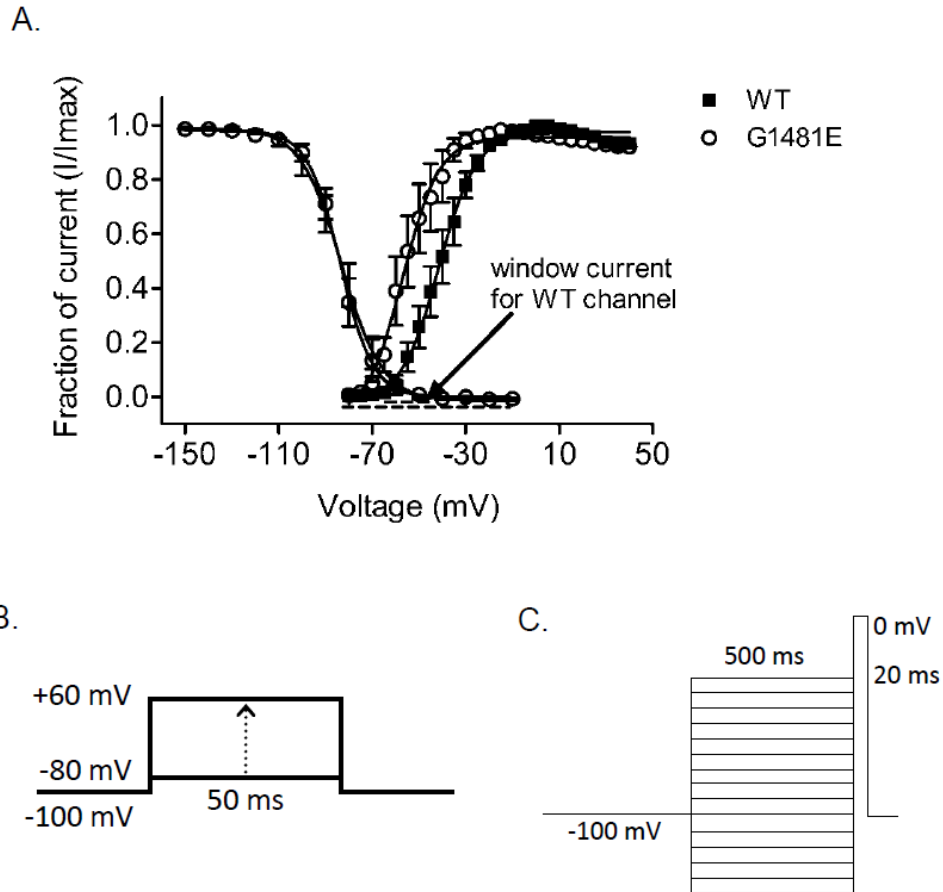 A.
Fraction of current (I/Imax)
1.0
0.8
0.6
0.4
0.2
0.0
WT
G1481E
window current
for WT channel
-150 -110 -70 -30 10 50
Voltage (mV)
B.
+60 mV
-80 mV
-100 mV
50 ms
C.
500 ms
0 mV
20 ms
-100 mV